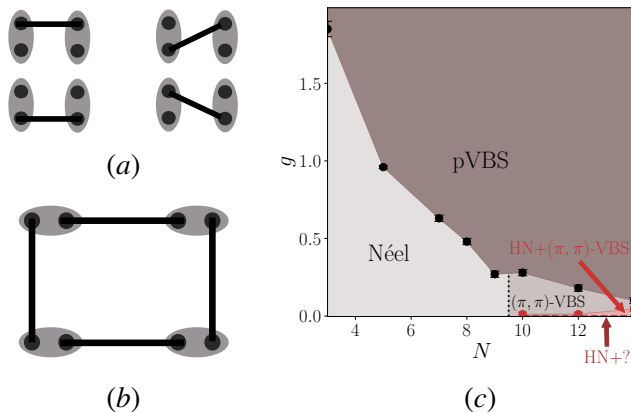 (a)
(b)
1.5
1.0
0.5
0.0
g
pVBS
Néel
HN+(π, π)-VBS
(π, π)-VBS
4
6
8
10
12
N
HN+?
(c)